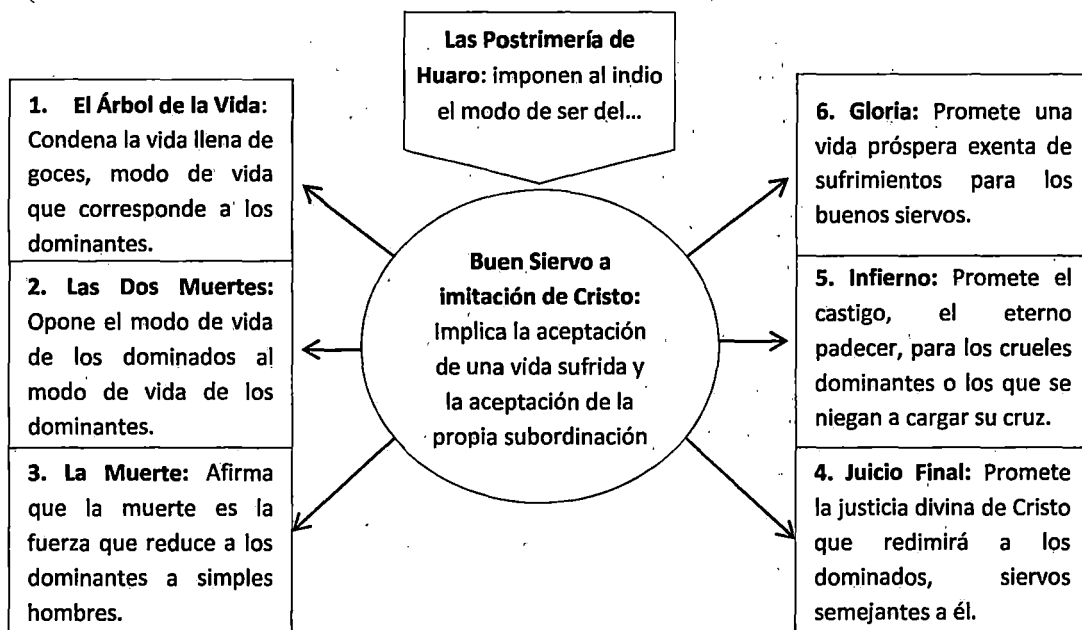 Las Postrimería de
Huaro: imponen al indio
el modo de ser del...
1. El Árbol de la Vida:
Condena la vida llena de
goces, modo de vida
que corresponde a los
dominantes.
2. Las Dos Muertes:
Opone el modo de vida
de los dominados al
modo de vida de los
dominantes.
3. La Muerte: Afirma
que la muerte es la
fuerza que reduce a los
dominantes a simples
hombres.
Buen Siervo a
imitación de Cristo:
Implica la aceptación
de una vida sufrida y
la aceptación de la
propia subordinación
6. Gloria: Promete una
vida próspera exenta de
sufrimientos para los
buenos siervos.
5. Infierno: Promete el
castigo, el eterno
padecer, para los crueles
dominantes o los que se
niegan a cargar su cruz.
4. Juicio Final: Promete
la justicia divina de Cristo
que redimirá a los
dominados, siervos
semejantes a él.